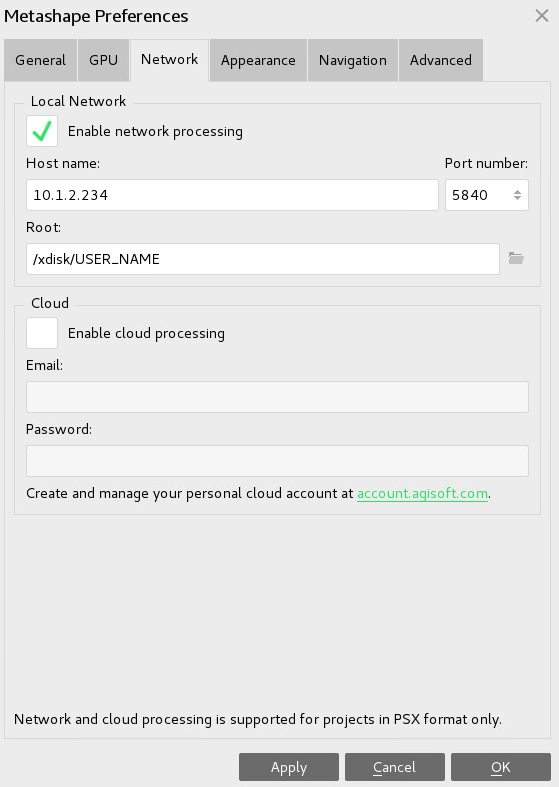 Metashape Preferences
General GPU Network Appearance Navigation Advanced
Local Network
Enable network processing
Host name: Port number:
10.1.2.234 5840
Root:
/xdisk/USER_NAME
Cloud
Enable cloud processing
Email:
Password:
Create and manage your personal cloud account at account.agisoft.com.
Network and cloud processing is supported for projects in PSX format only.
Apply Cancel OK